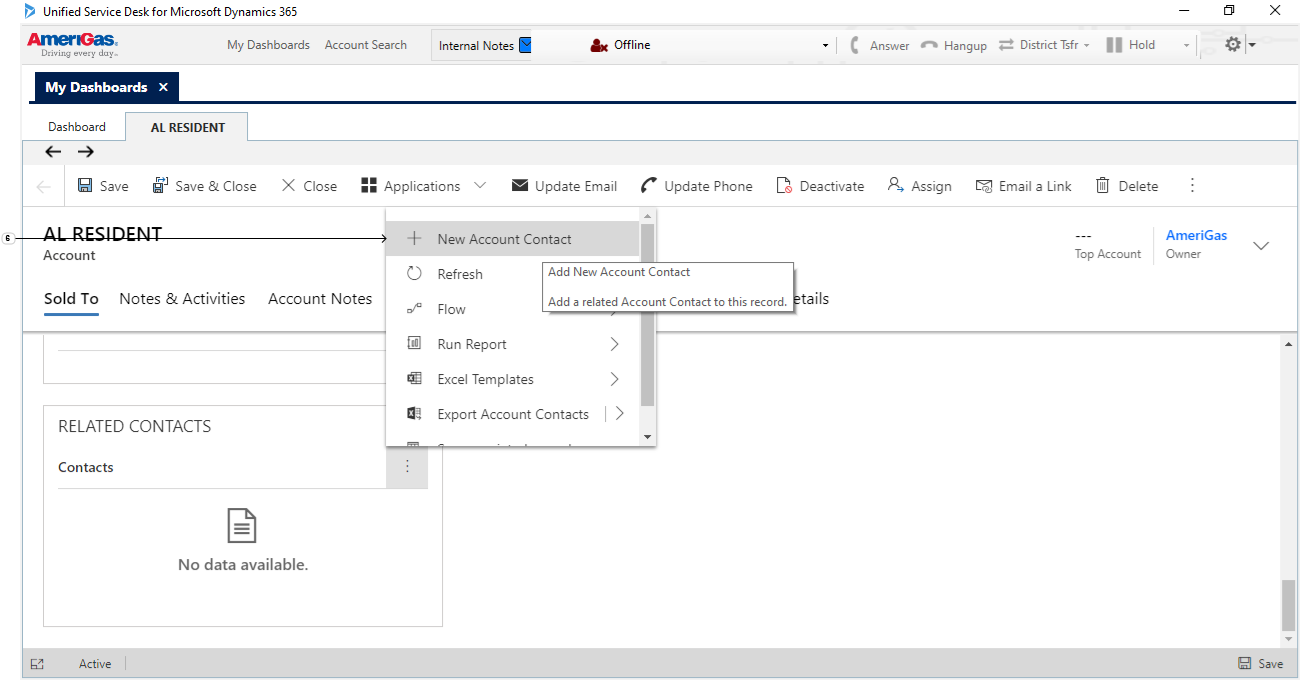 Unified Service Desk for Microsoft Dynamics 365
AmeriGas
Driving every day
My Dashboards Account Search Internal Notes Offline Answer Hangup District Tsfr Hold
My Dashboards ×
Dashboard AL RESIDENT
Save Save & Close Close Applications Update Email Update Phone Deactivate Assign Email a Link Delete
6
AL RESIDENT
Account
--- AmeriGas
Top Account Owner
Sold To Notes & Activities Account Notes etails
New Account Contact
Refresh
Add New Account Contact
Add a related Account Contact to this record.
Flow
Run Report
Excel Templates
Export Account Contacts
RELATED CONTACTS
Contacts
No data available.
Active Save